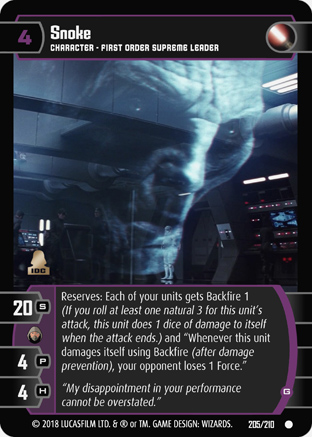 4
Snoke
CHARACTER - FIRST ORDER SUPREME LEADER
IDC
20 S
4 P
4 H
Reserves: Each of your units gets Backfire 1
(If you roll at least one natural 3 for this unit's
attack, this unit does 1 dice of damage to itself
when the attack ends.) and "Whenever this unit
damages itself using Backfire (after damage
prevention), your opponent loses 1 Force."
"My disappointment in your performance
cannot be overstated."
G
© 2018 LUCASFILM LTD. & ® or TM. GAME DESIGN: WIZARDS.
205/210